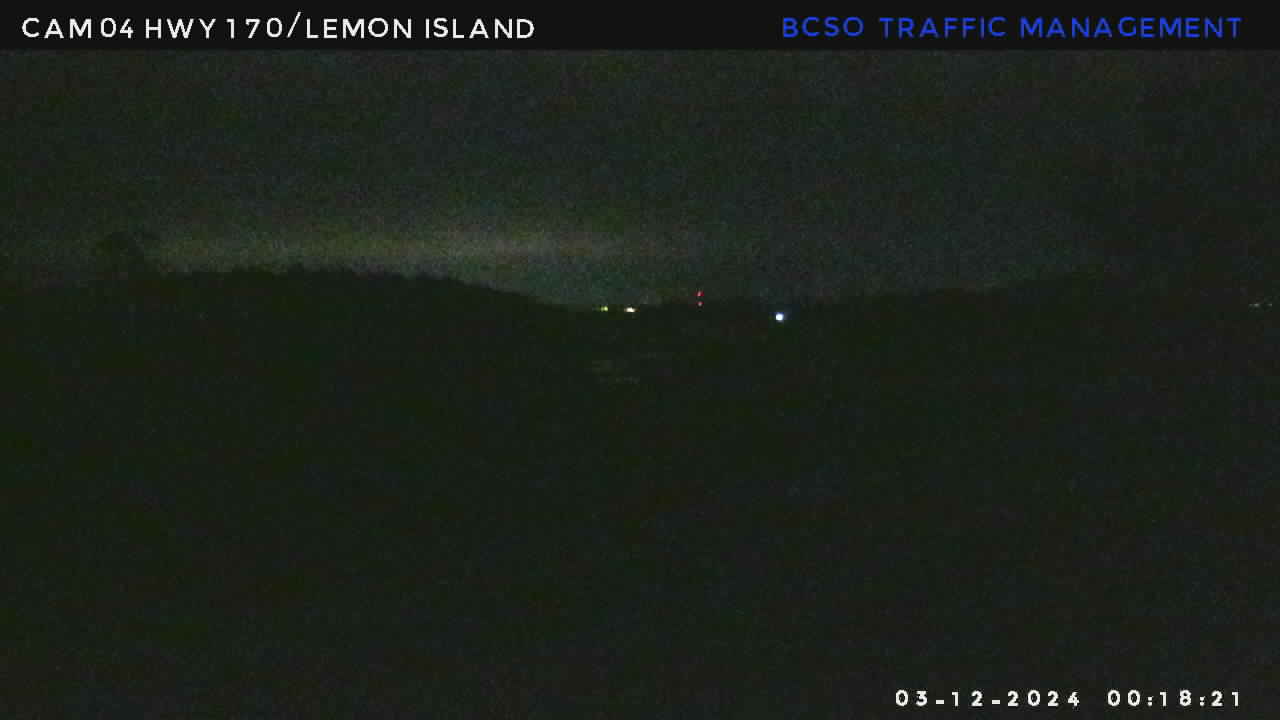 CAM04 HWY 170/LEMON ISLAND
BCSO TRAFFIC MANAGEMENT
03-12-2024 00:18:21